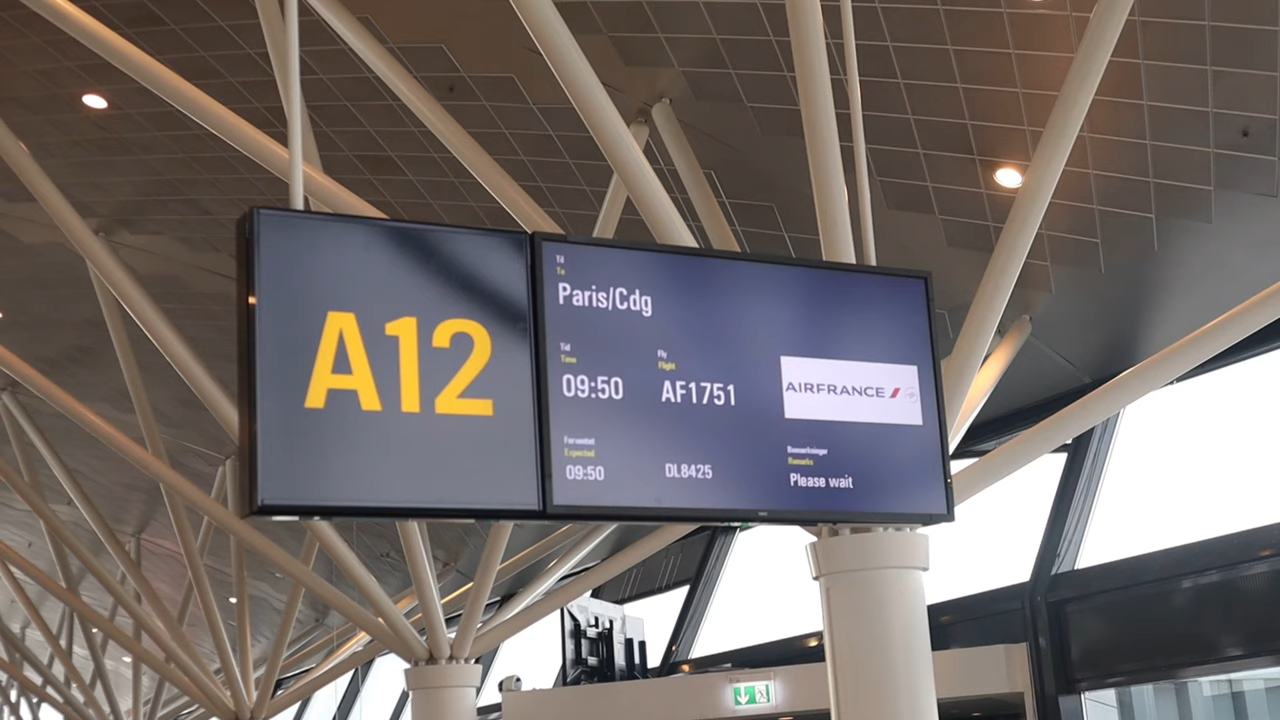 A12
Til
To
Paris/Cdg
Tid
Time
09:50
Fly
Flight
AF1751
AIRFRANCE
Forventet
Expected
09:50
DL8425
Bemerkninger
Remarks
Please wait